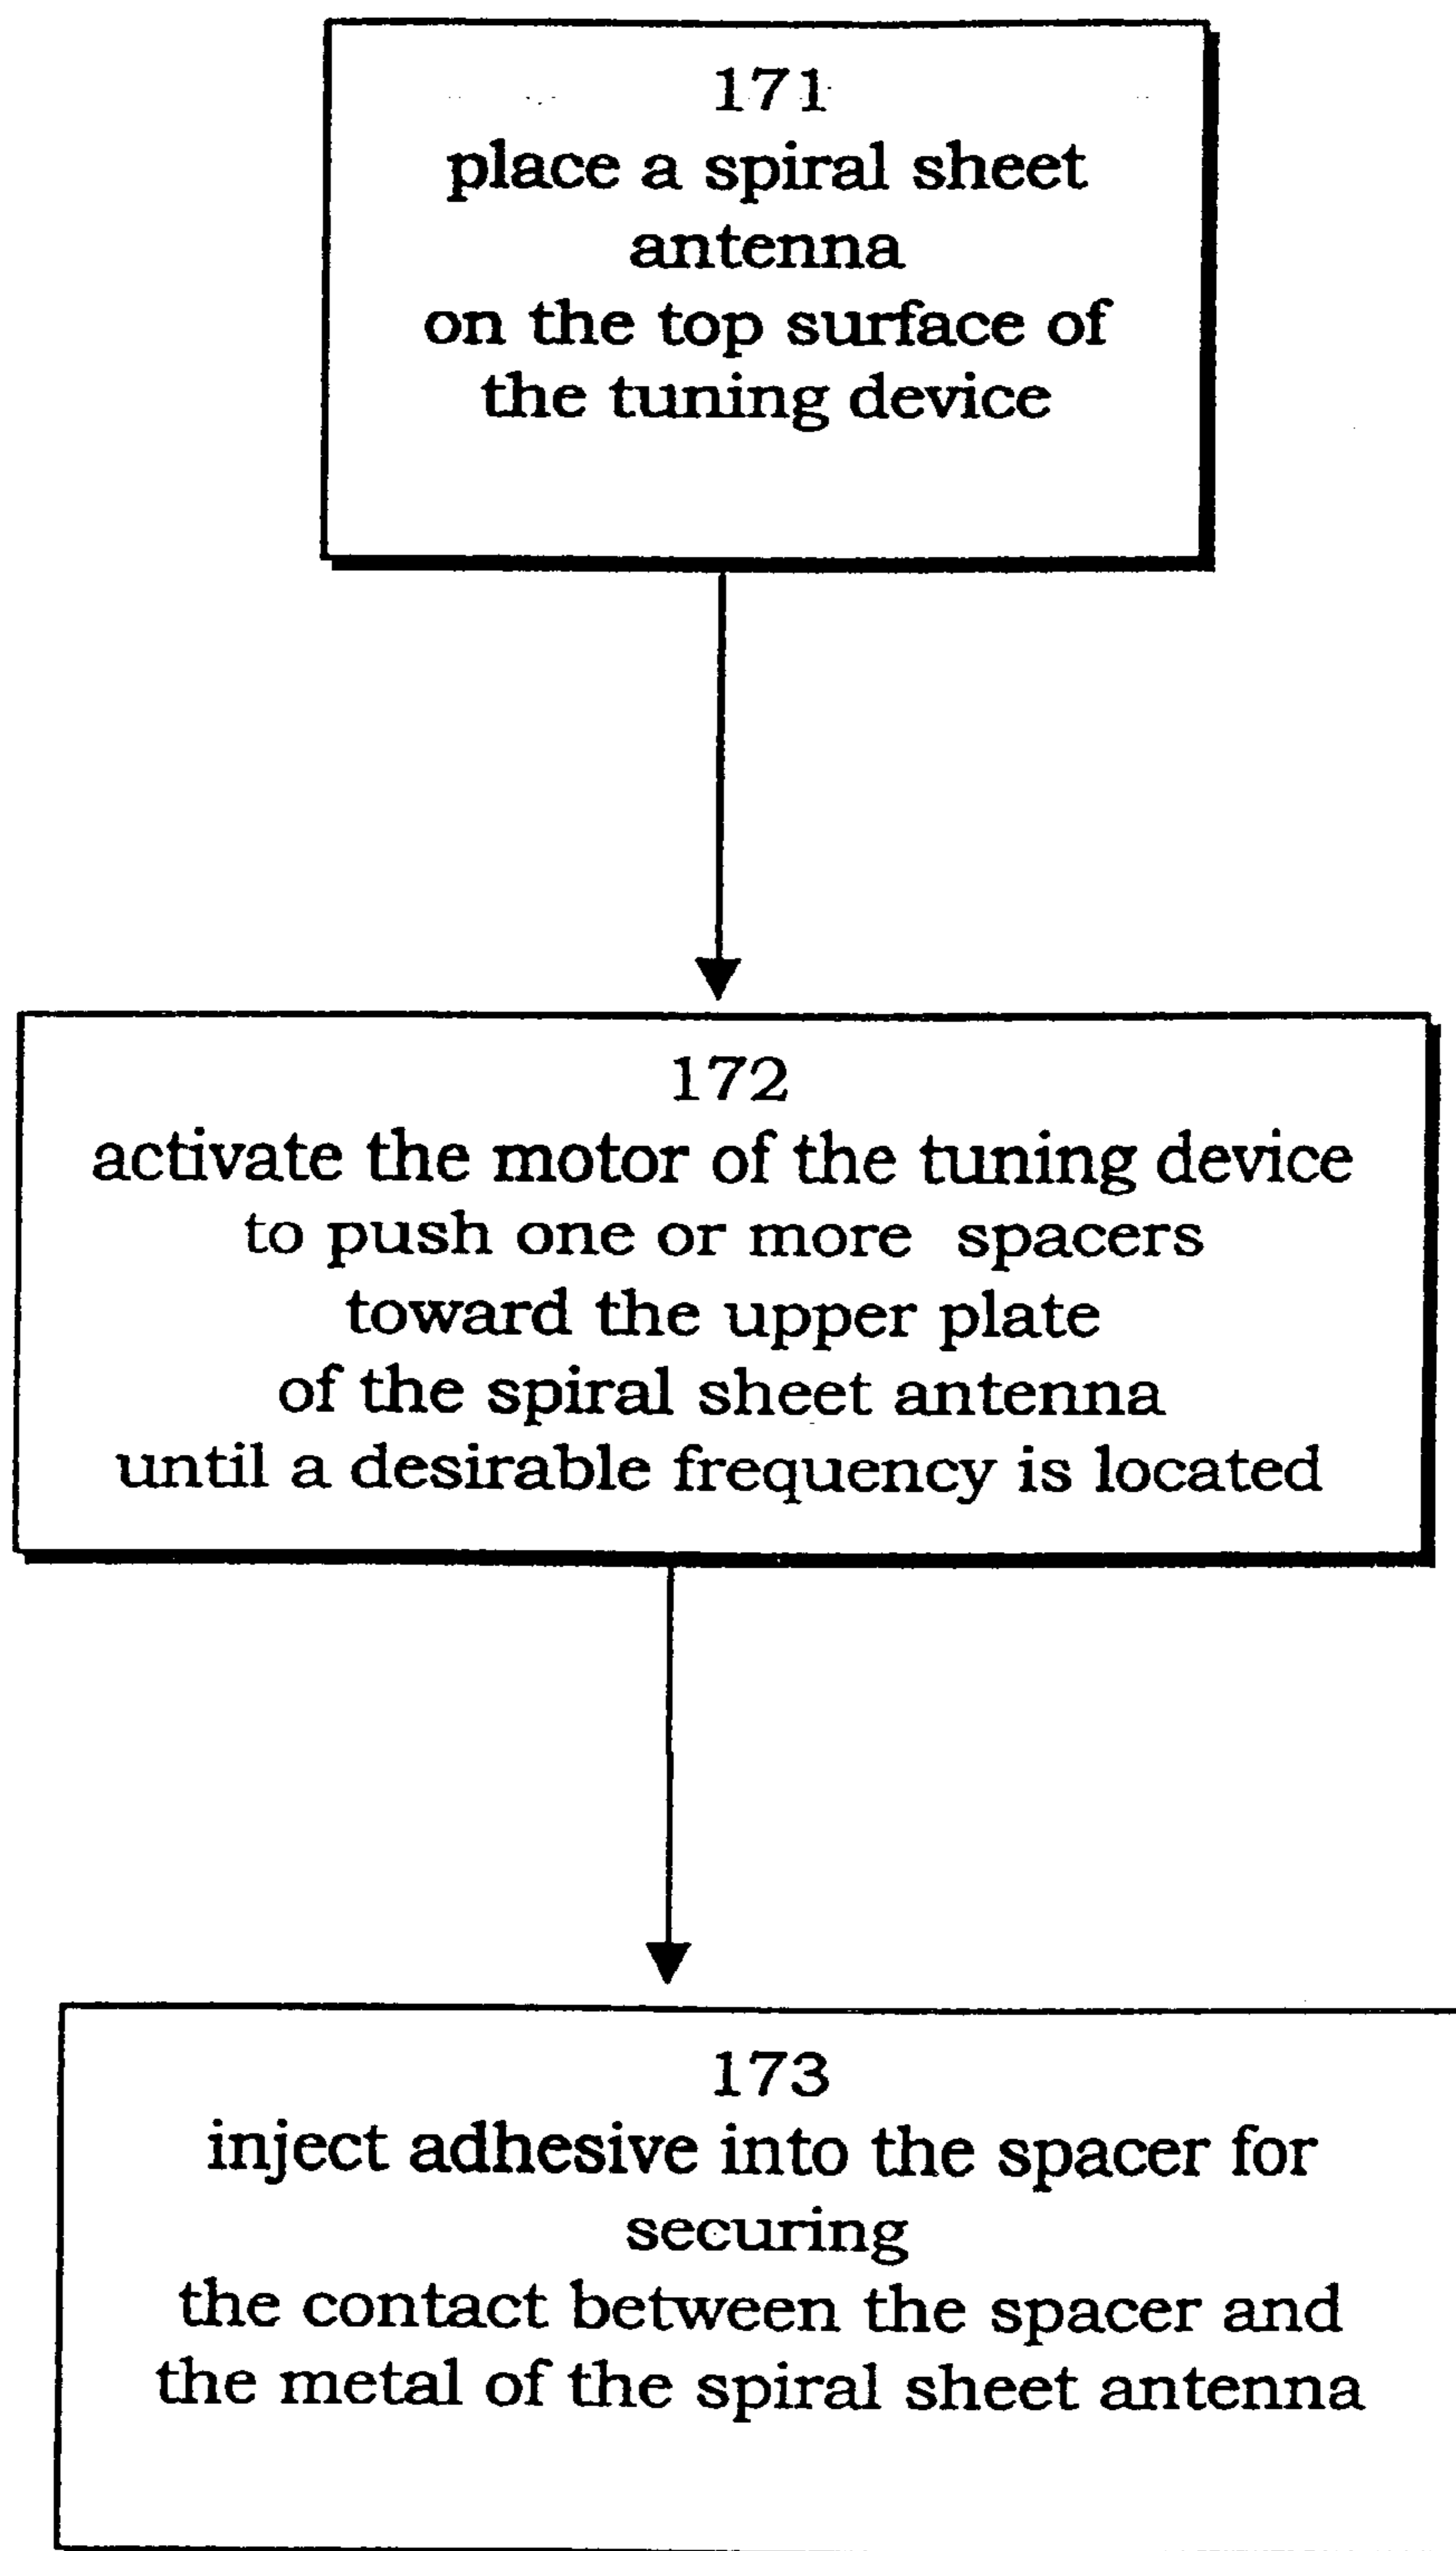 171
place a spiral sheet
antenna
on the top surface of
the tuning device
172
activate the motor of the tuning device
to push one or more spacers
toward the upper plate
of the spiral sheet antenna
until a desirable frequency is located
173
inject adhesive into the spacer for
securing
the contact between the spacer and
the metal of the spiral sheet antenna